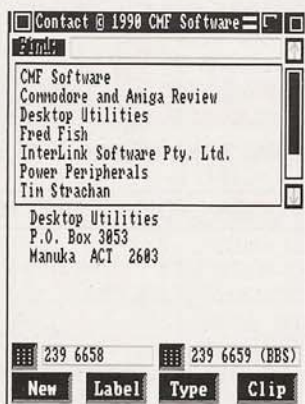 Contact © 1990 CMF Software
Find:
CMF Software
Commodore and Amiga Review
Desktop Utilities
Fred Fish
InterLink Software Pty. Ltd.
Power Peripherals
Tim Strachan
Desktop Utilities
P.O. Box 3053
Manuka ACT 2603
239 6658
239 6659 (BBS)
New Label Type Clip